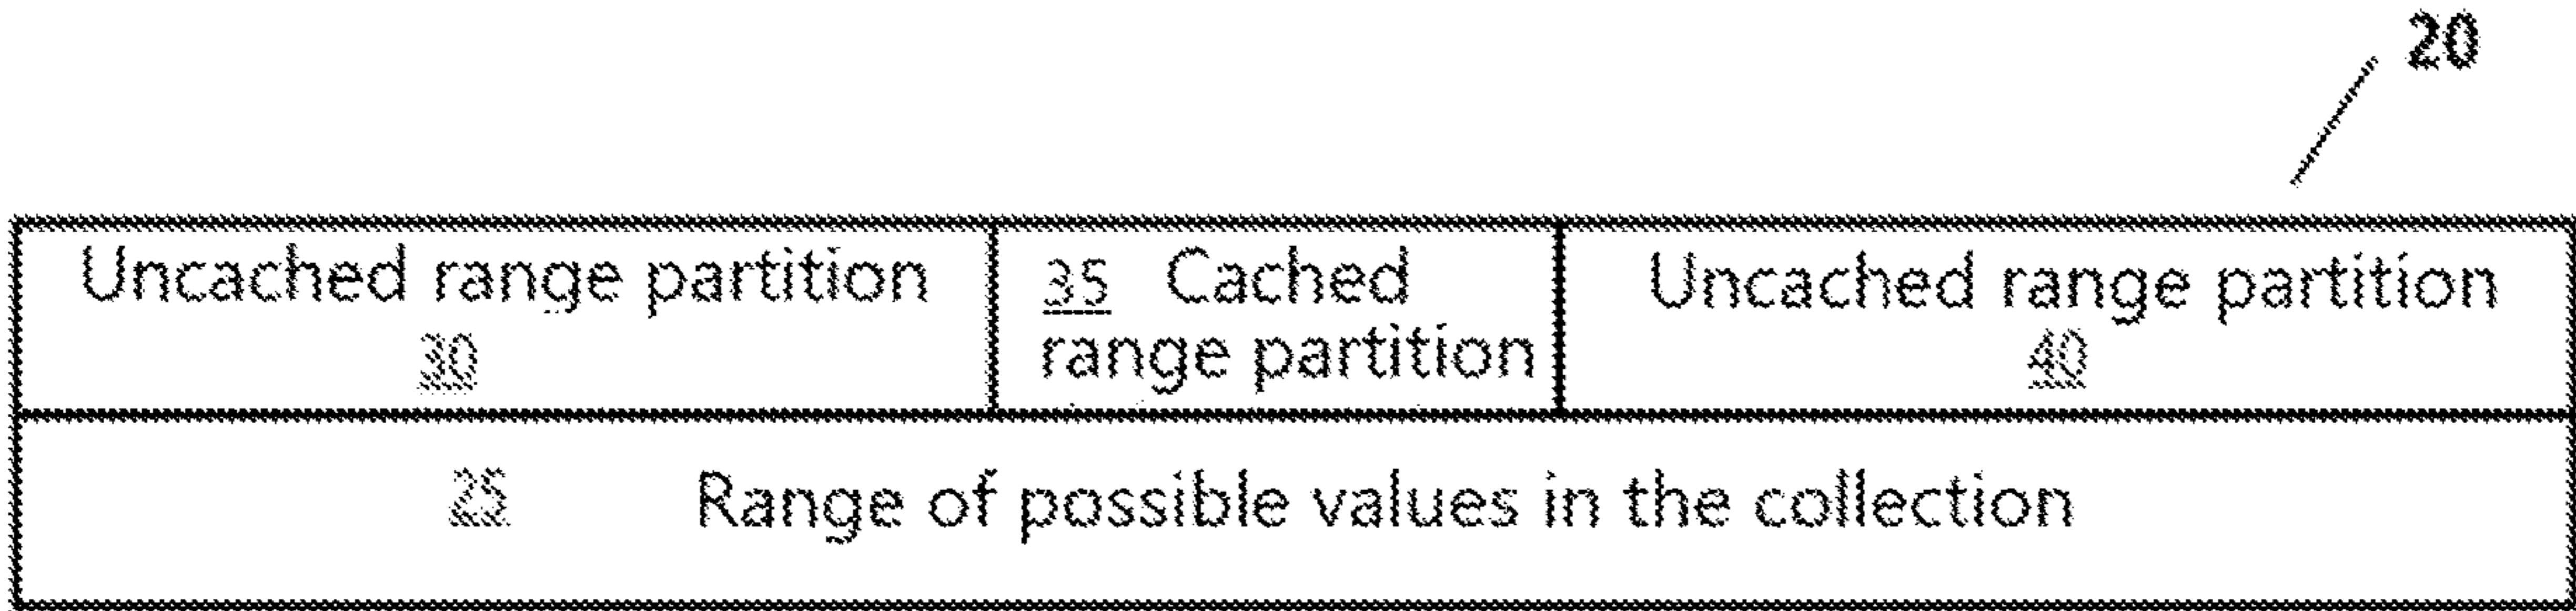 20
Uncached range partition
30
35 Cached
range partition
Uncached range partition
40
25 Range of possible values in the collection